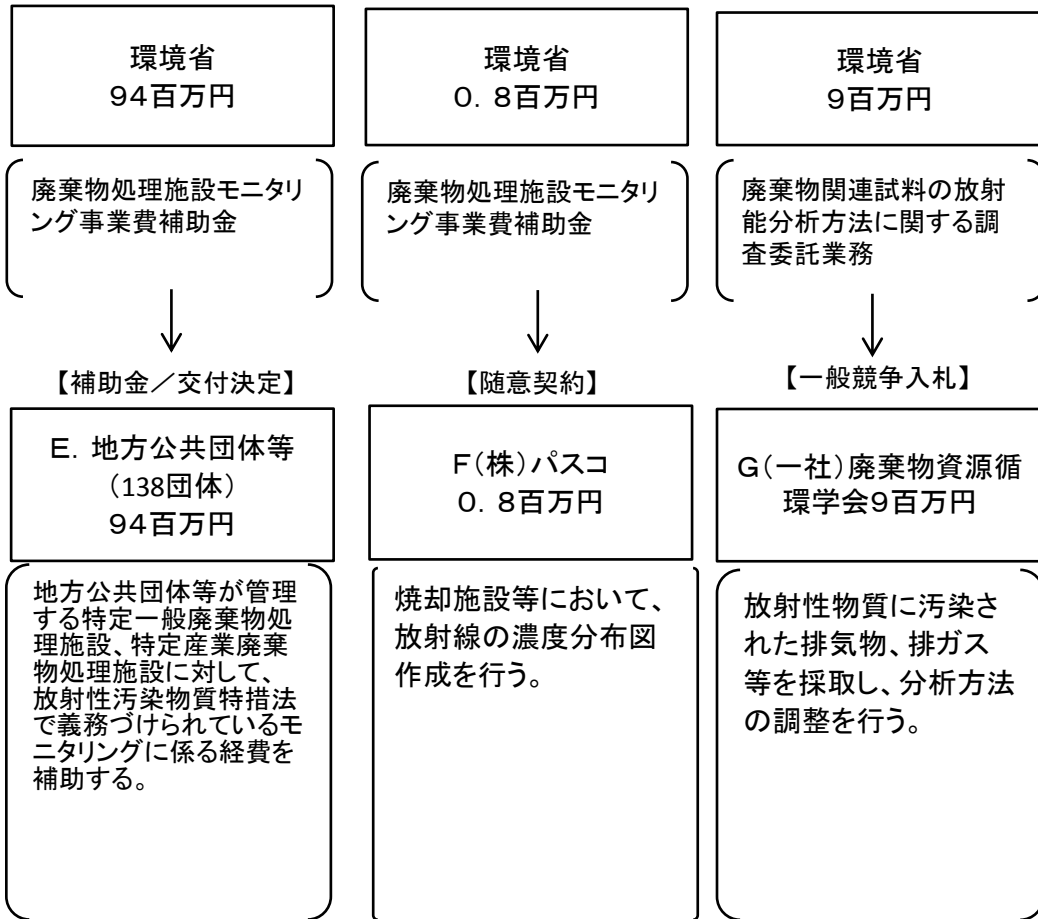 環境省
94百万円
廃棄物処理施設モニタリ
ング事業費補助金
【補助金／交付決定】
E．地方公共団体等
（138団体）
94百万円
地方公共団体等が管理
する特定一般廃棄物処
理施設、特定産業廃棄
物処理施設に対して、
放射性汚染物質特措法
で義務づけられているモ
ニタリングに係る経費を
補助する。
環境省
０．８百万円
廃棄物処理施設モニタリ
ング事業費補助金
【随意契約】
Ｆ（株）パスコ
０．８百万円
焼却施設等において、
放射線の濃度分布図
作成を行う。
環境省
9百万円
廃棄物関連試料の放射
能分析方法に関する調
査委託業務
【一般競争入札】
Ｇ（一社）廃棄物資源循
環学会９百万円
放射性物質に汚染さ
れた排気物、排ガス
等を採取し、分析方法
の調整を行う。